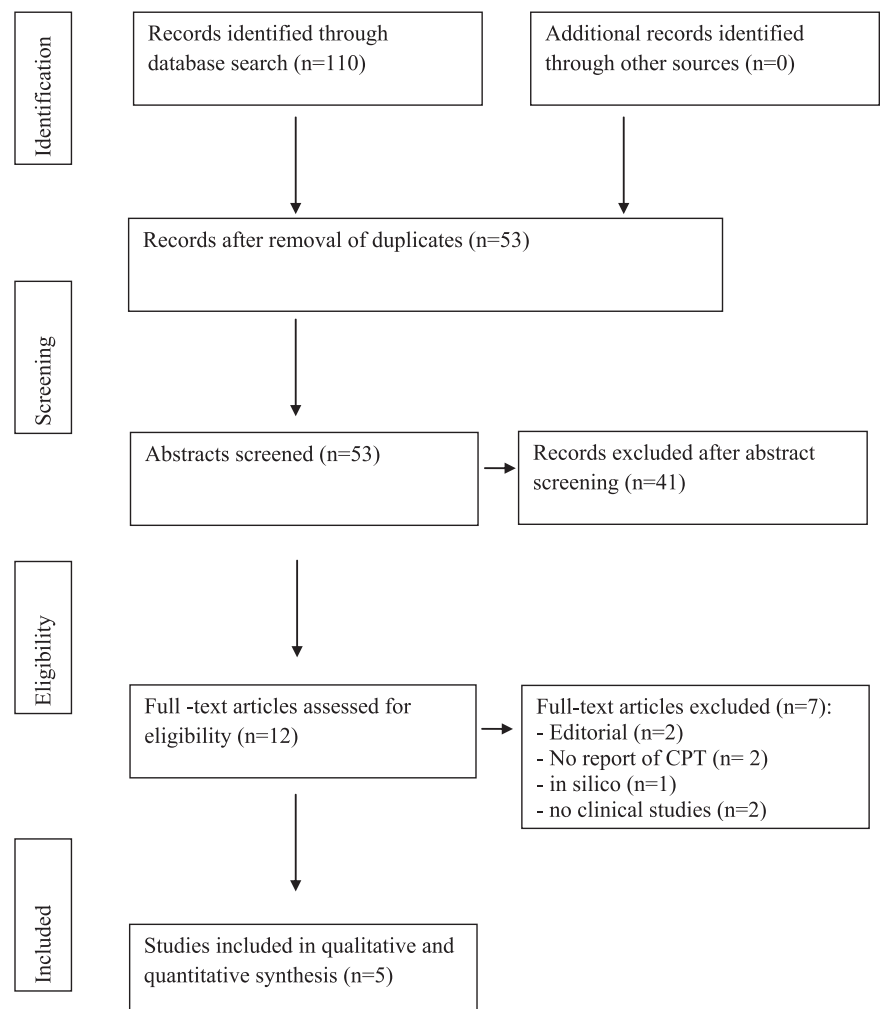 Identification
Records identified through
database search (n=110)
Additional records identified
through other sources (n=0)
Records after removal of duplicates (n=53)
Screening
Abstracts screened (n=53)
Records excluded after abstract
screening (n=41)
Eligibility
Full -text articles assessed for
eligibility (n=12)
Full-text articles excluded (n=7):
- Editorial (n=2)
- No report of CPT (n= 2)
- in silico (n=1)
- no clinical studies (n=2)
Included
Studies included in qualitative and
quantitative synthesis (n=5)